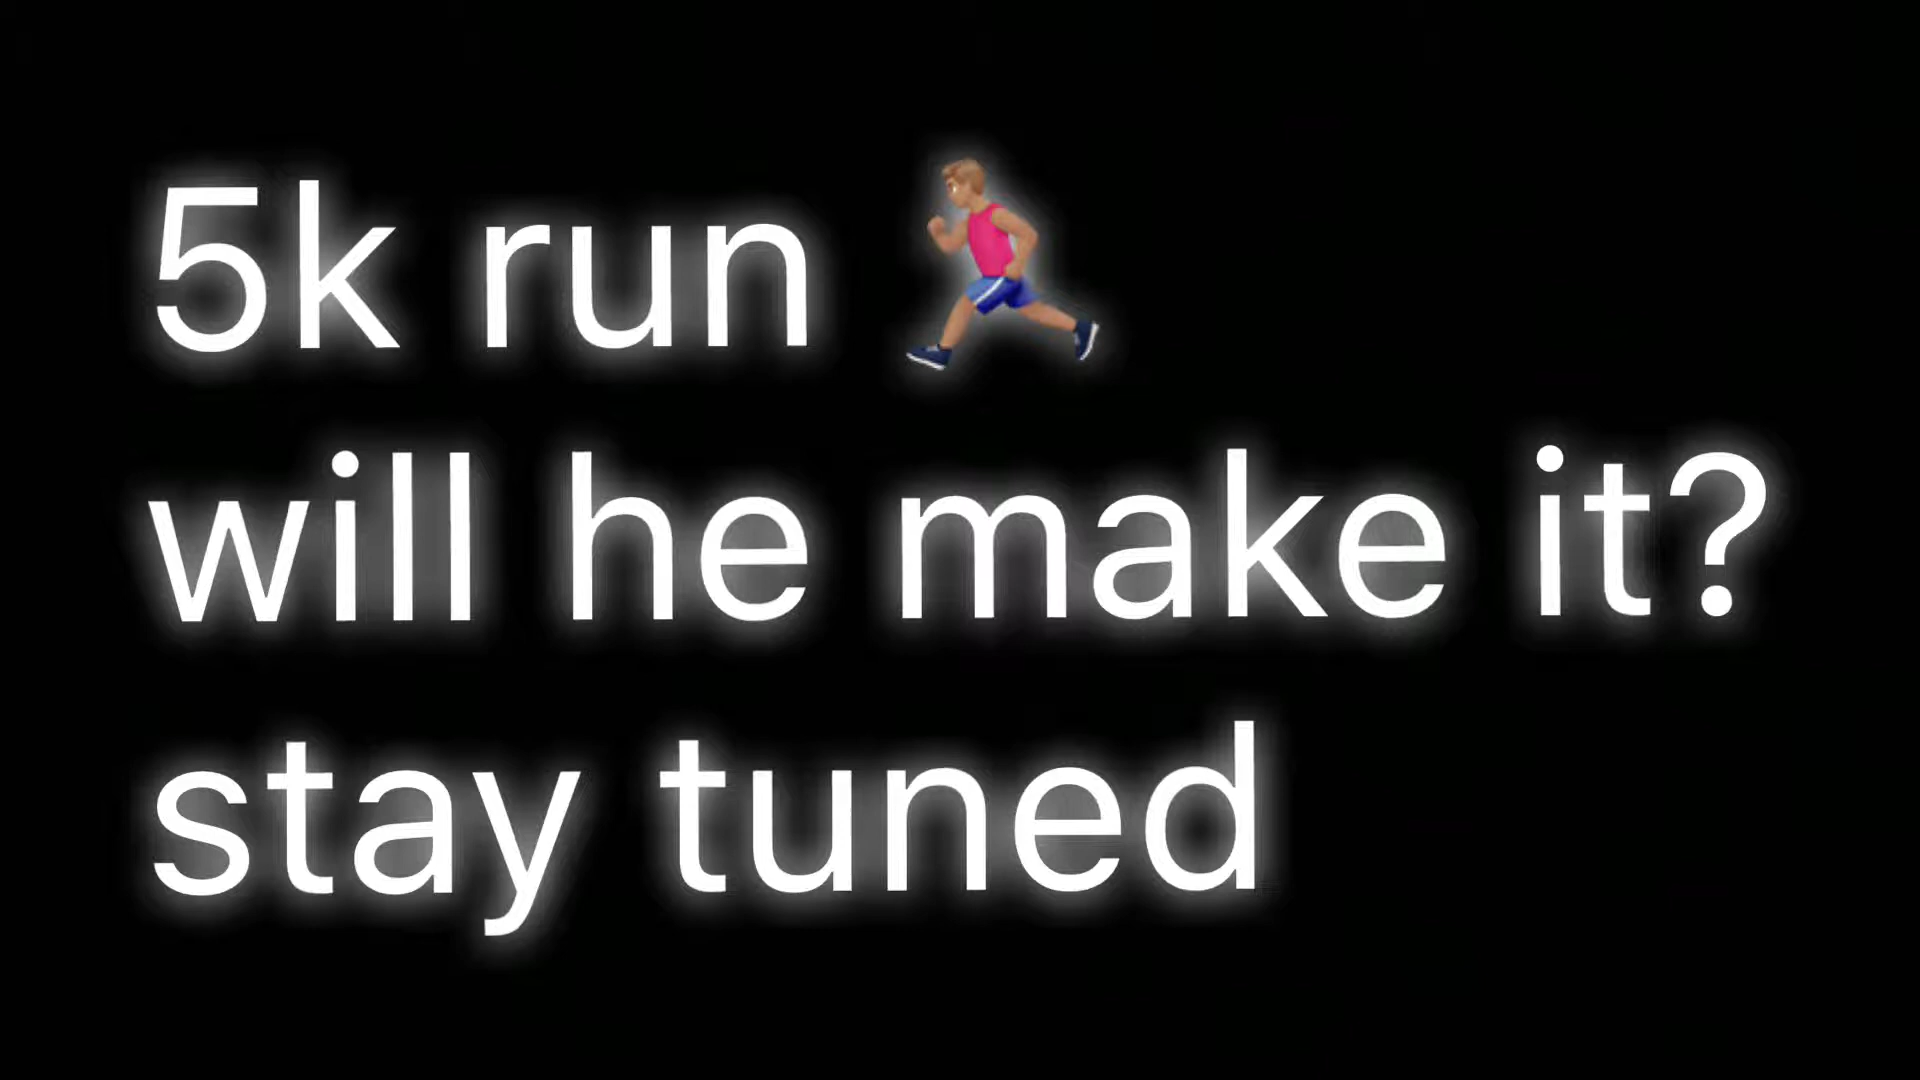 5k run 🏃🏼
will he make it?
stay tuned